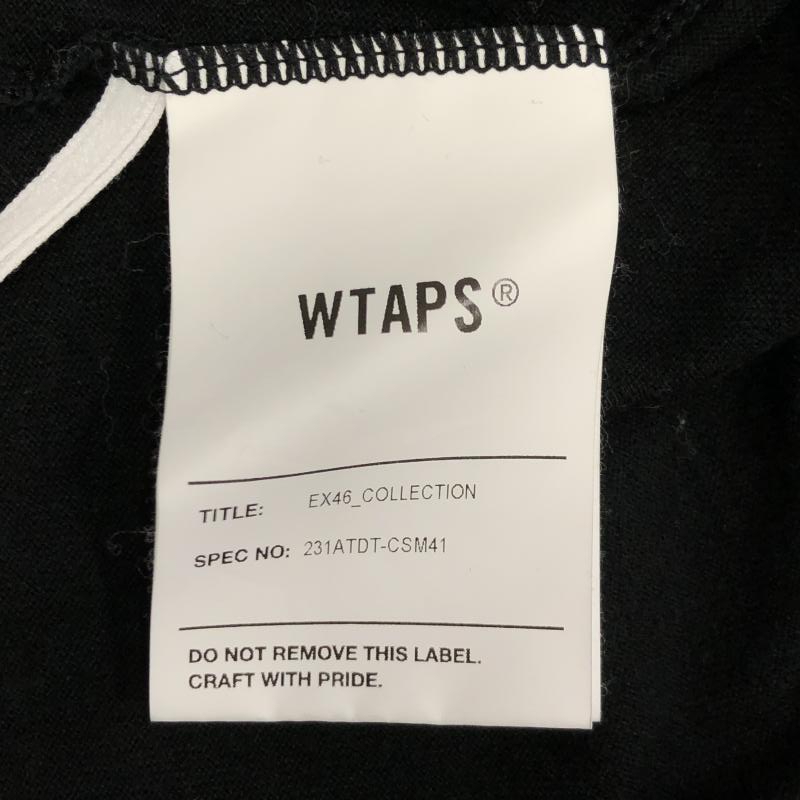 WTAPS®
TITLE: EX46_COLLECTION
SPEC NO: 231ATDT-CSM41
DO NOT REMOVE THIS LABEL.
CRAFT WITH PRIDE.